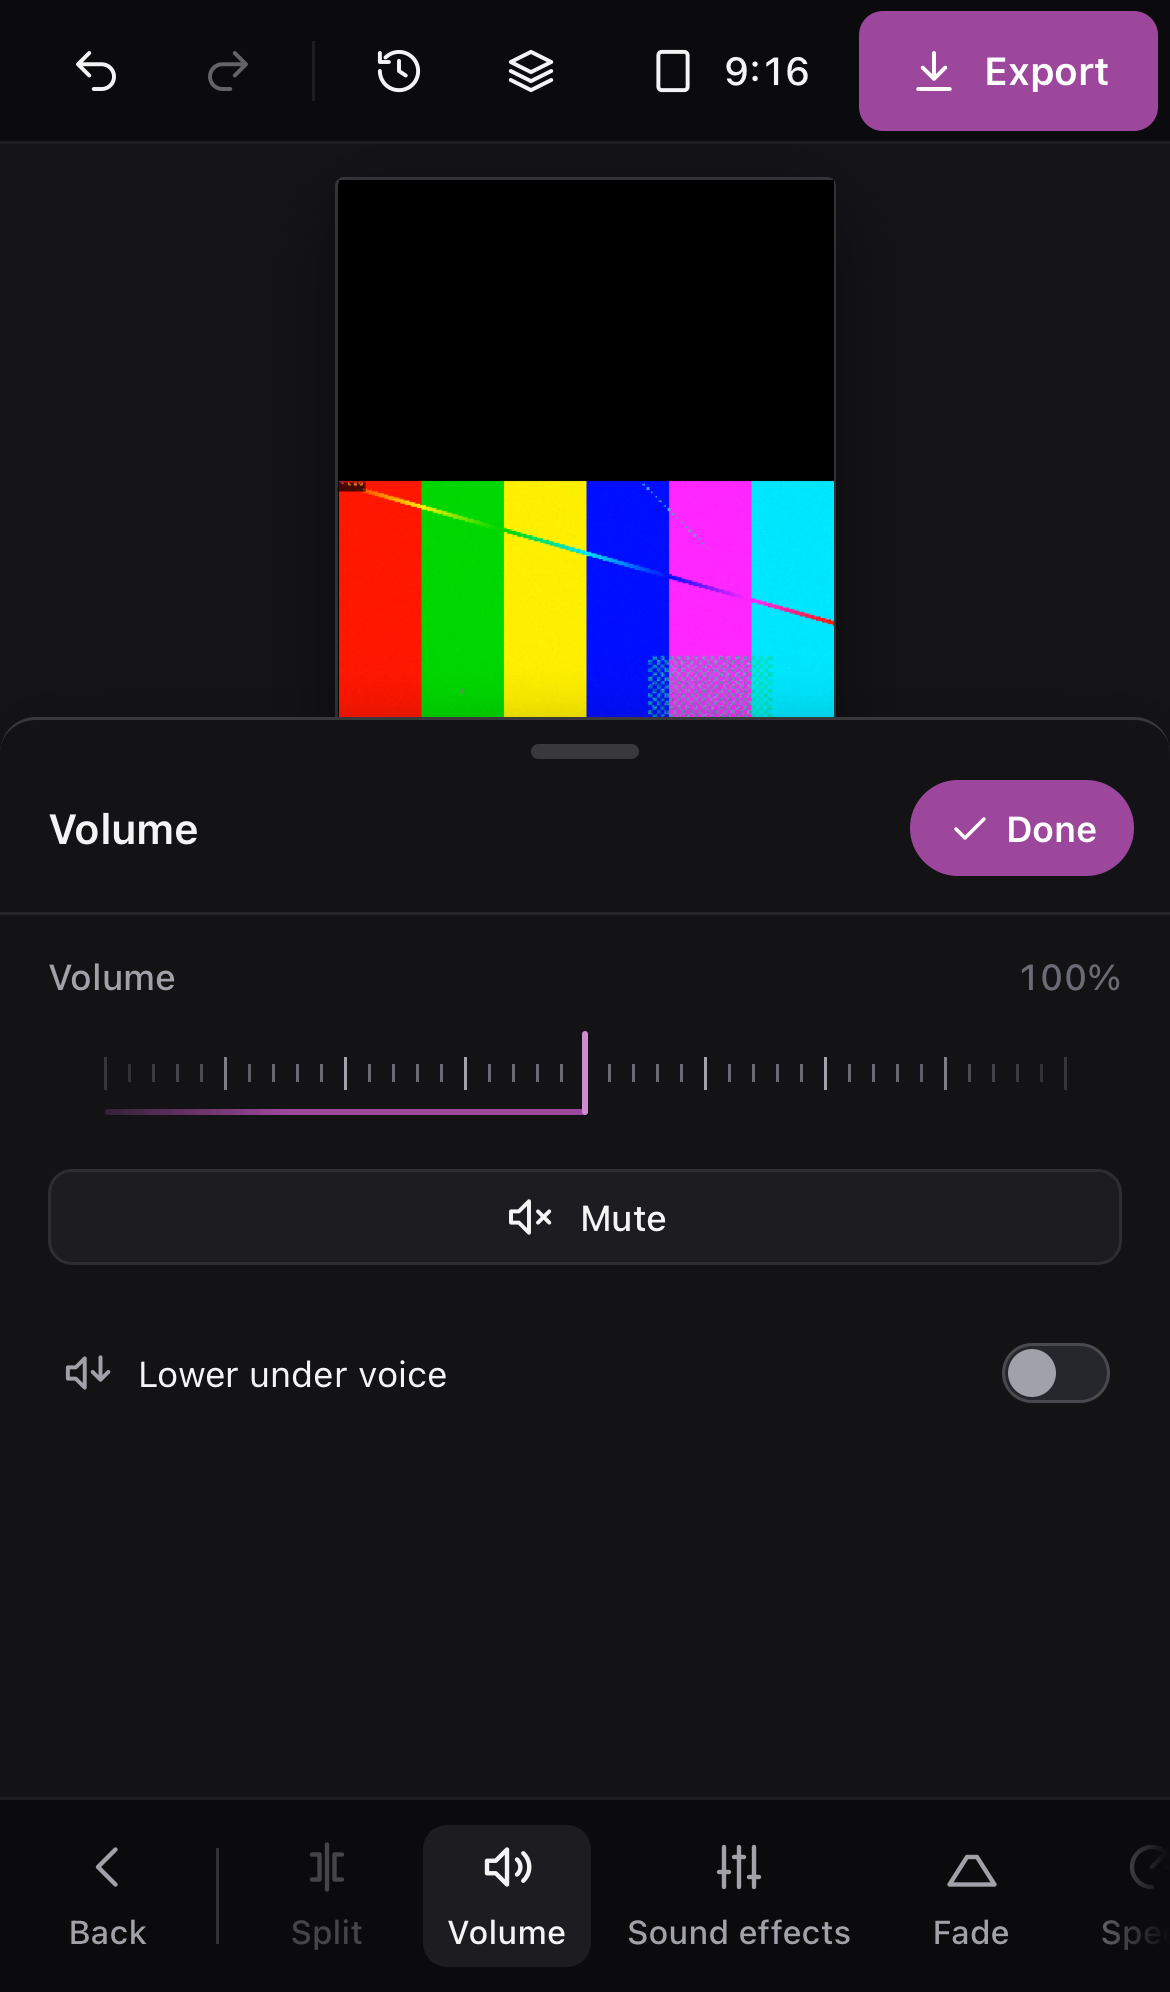 9:16
Export
Volume
Done
Volume
100%
Mute
Lower under voice
Back
Split
Volume
Sound effects
Fade